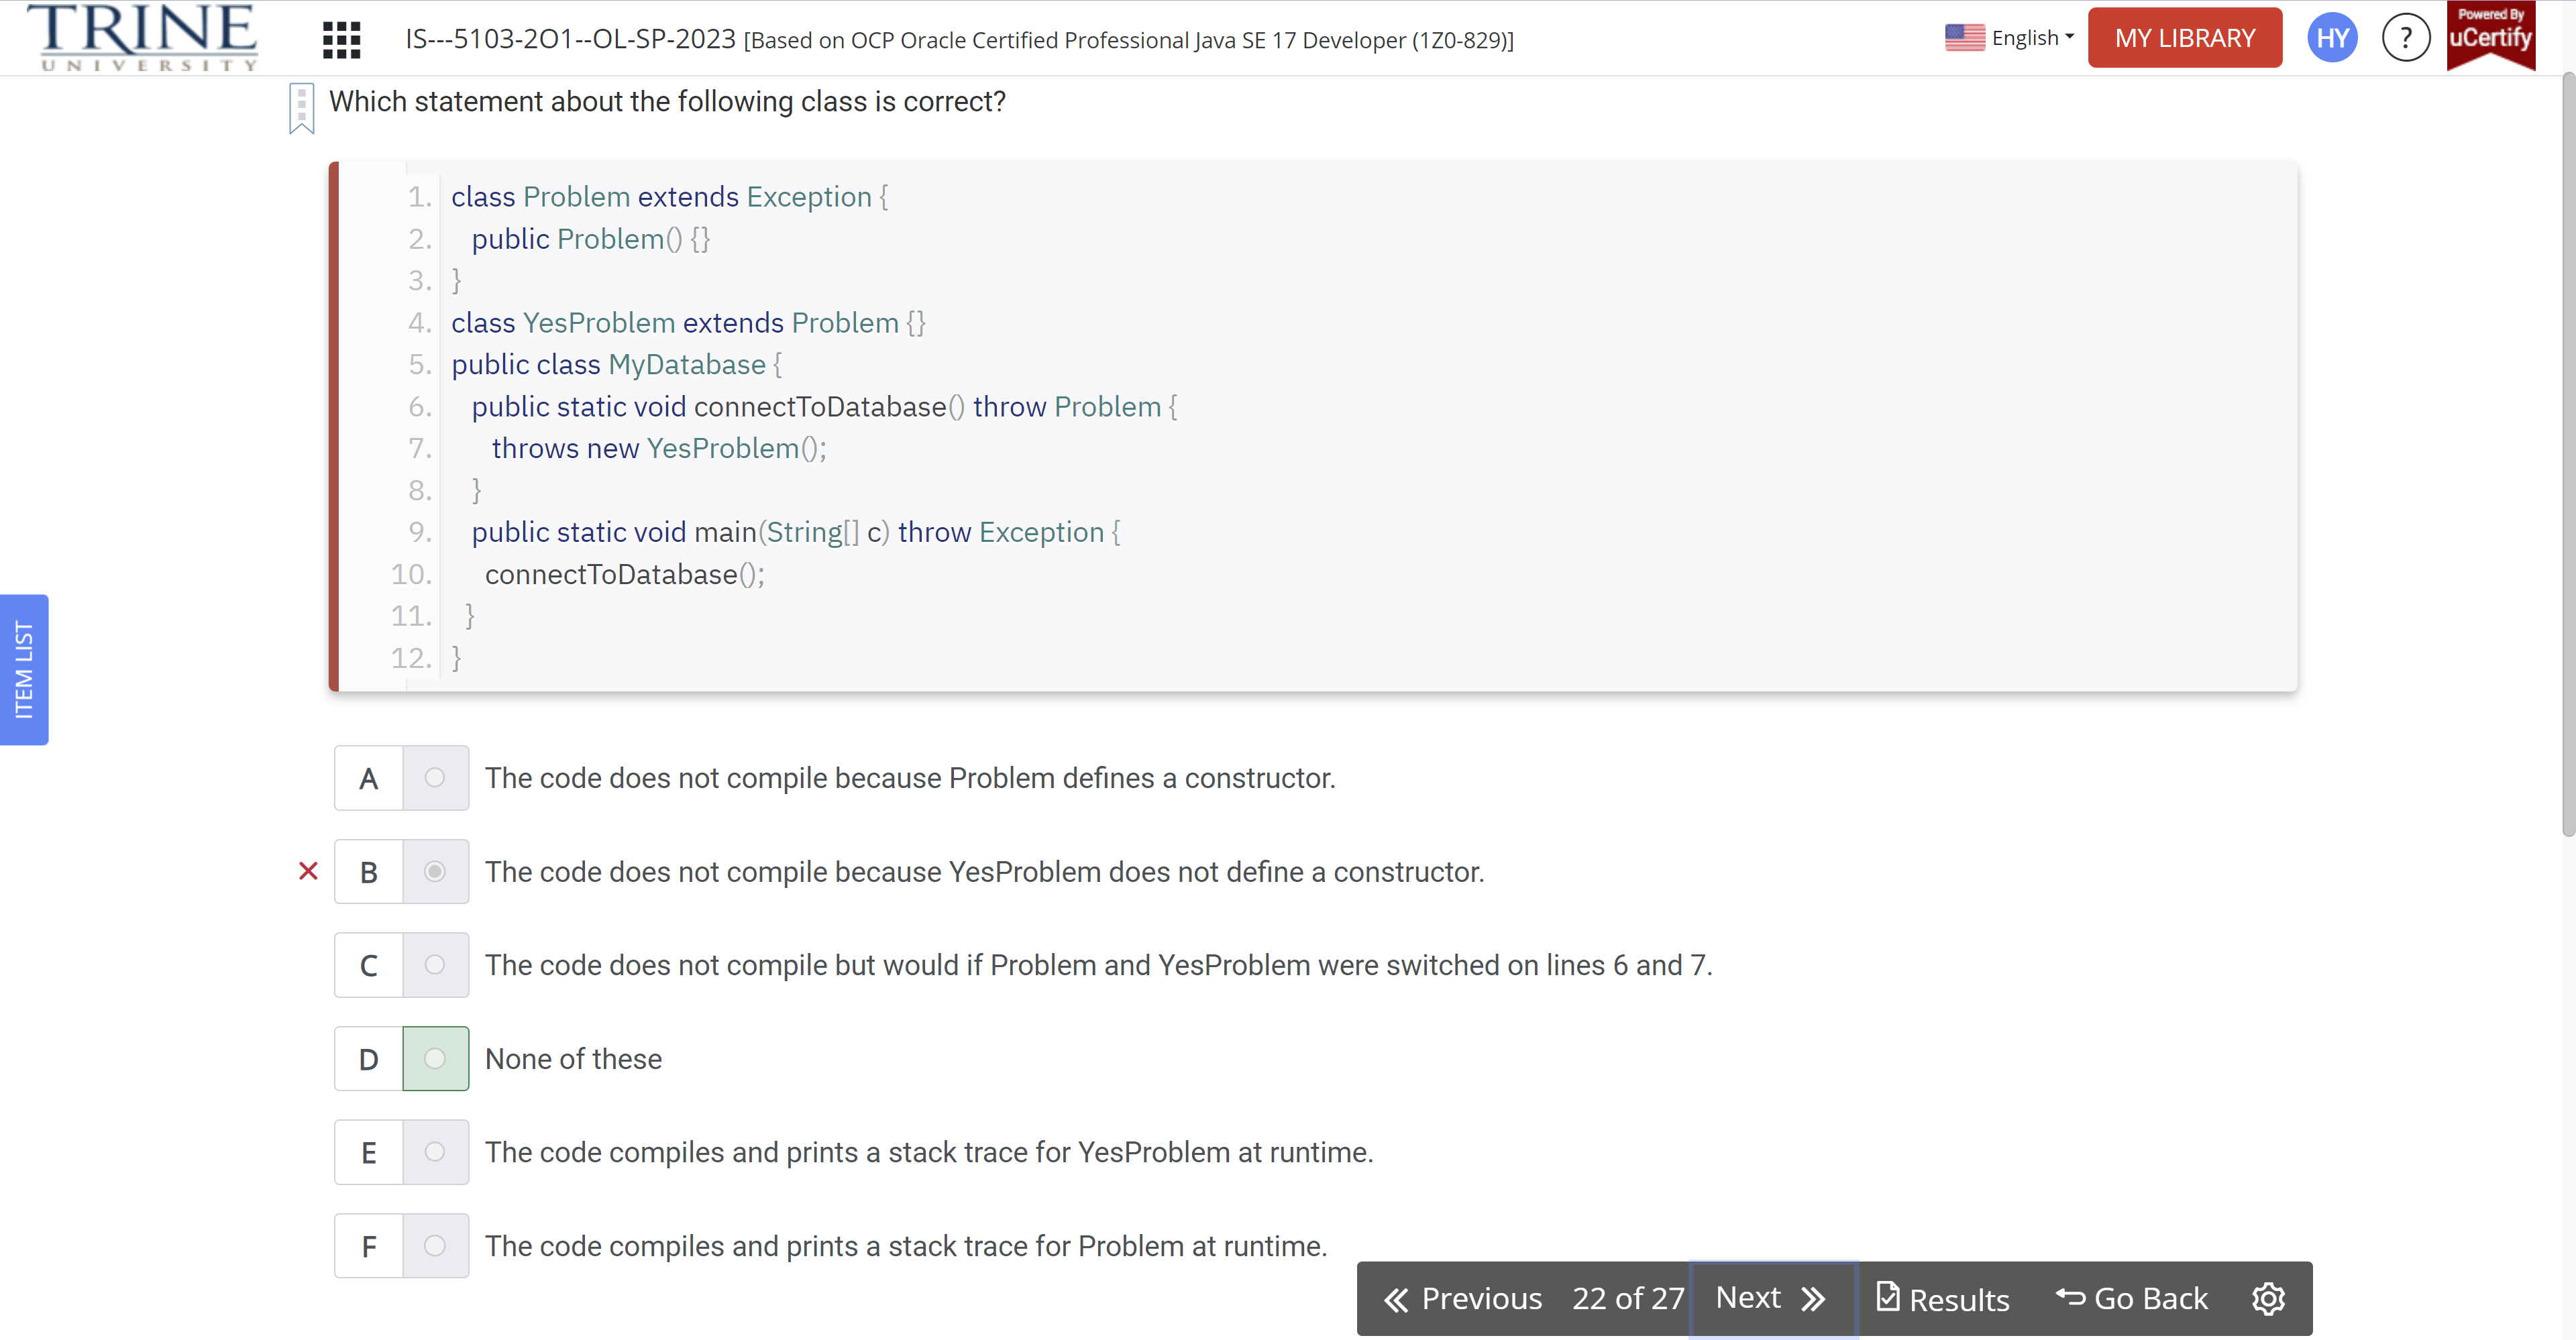 TRINE
UNIVERSITY
IS---5103-2O1--OL-SP-2023 [Based on OCP Oracle Certified Professional Java SE 17 Developer (1Z0-829)]
English
MY LIBRARY
HY
?
Powered By
uCertify
Which statement about the following class is correct?
1. class Problem extends Exception {
2. public Problem() {}
3. }
4. class YesProblem extends Problem {}
5. public class MyDatabase {
6. public static void connectToDatabase() throw Problem {
7. throws new YesProblem();
8. }
9. public static void main(String[] c) throw Exception {
10. connectToDatabase();
11. }
12. }
ITEM LIST
A The code does not compile because Problem defines a constructor.
B The code does not compile because YesProblem does not define a constructor.
C The code does not compile but would if Problem and YesProblem were switched on lines 6 and 7.
D None of these
E The code compiles and prints a stack trace for YesProblem at runtime.
F The code compiles and prints a stack trace for Problem at runtime.
Previous 22 of 27 Next Results Go Back